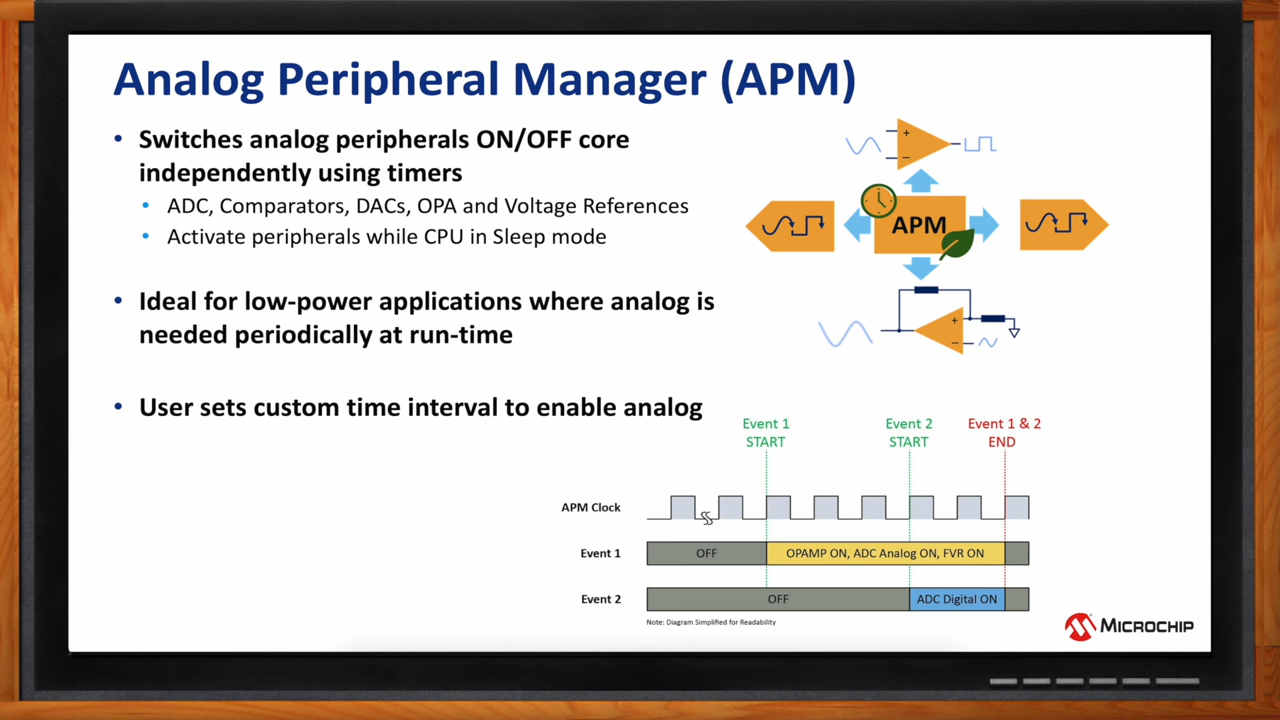 Analog Peripheral Manager (APM)
• Switches analog peripherals ON/OFF core
independently using timers
• ADC, Comparators, DACs, OPA and Voltage References
• Activate peripherals while CPU in Sleep mode
• Ideal for low-power applications where analog is
needed periodically at run-time
• User sets custom time interval to enable analog
+
−
APM
+
−
Event 1
START
Event 2
START
Event 1 & 2
END
APM Clock
Event 1
OFF
OPAMP ON, ADC Analog ON, FVR ON
Event 2
OFF
ADC Digital ON
Note: Diagram Simplified for Readability
MICROCHIP